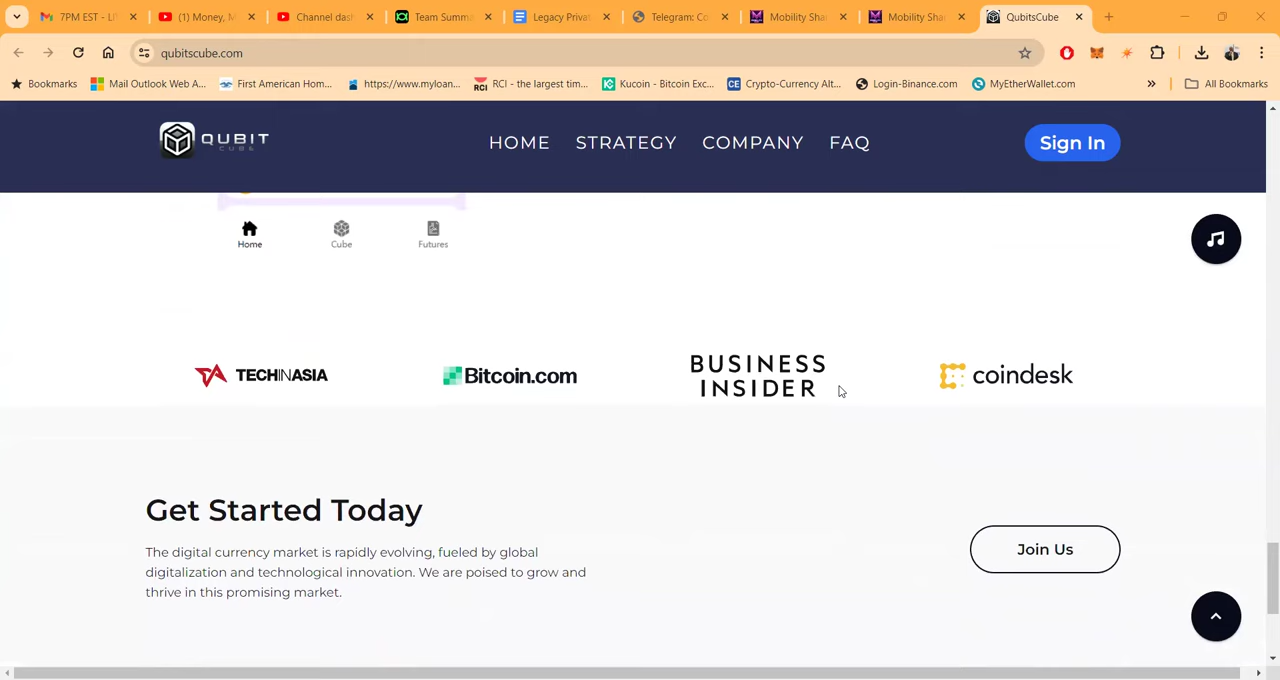 7PM EST - LI
(1) Money, M
Channel dash
Team Summa
Legacy Privat
Telegram: Co
Mobility Sha
Mobility Sha
QubitsCube
qubitscube.com
Bookmarks
Mail Outlook Web A...
First American Hom...
https://www.myloan...
RCI - the largest tim...
Kucoin - Bitcoin Exc...
Crypto-Currency Alt...
Login-Binance.com
MyEtherWallet.com
All Bookmarks
QUBIT
CUBE
HOME
STRATEGY
COMPANY
FAQ
Sign In
Home
Cube
Futures
TECHINASIA
Bitcoin.com
BUSINESS
INSIDER
coindesk
Get Started Today
The digital currency market is rapidly evolving, fueled by global
digitalization and technological innovation. We are poised to grow and
thrive in this promising market.
Join Us